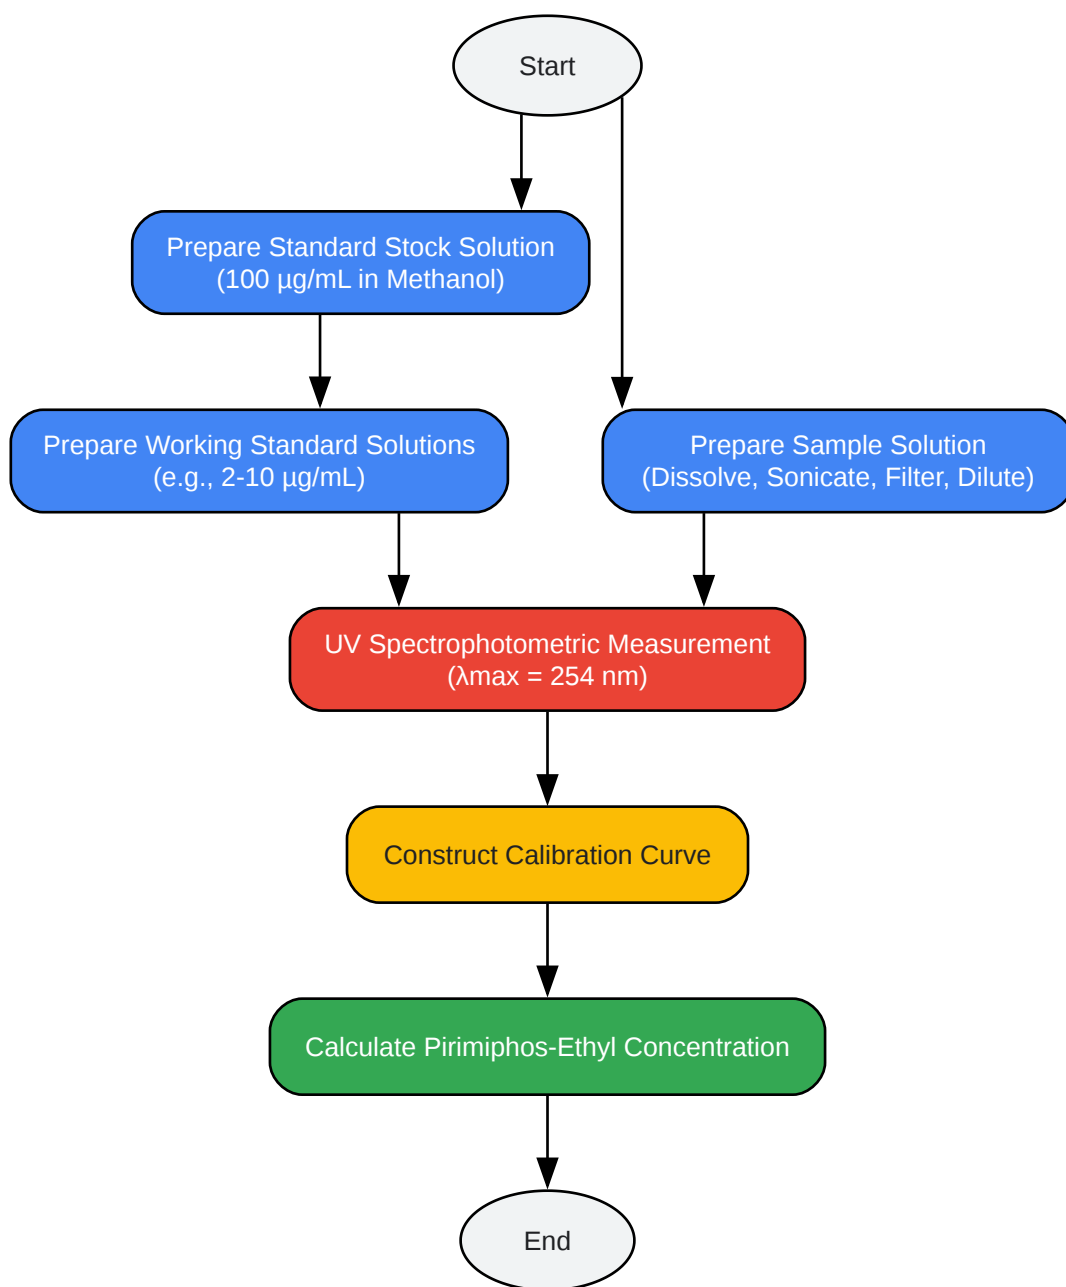 Start
Prepare Standard Stock Solution
(100 µg/mL in Methanol)
Prepare Working Standard Solutions
(e.g., 2-10 µg/mL)
Prepare Sample Solution
(Dissolve, Sonicate, Filter, Dilute)
UV Spectrophotometric Measurement
(λmax = 254 nm)
Construct Calibration Curve
Calculate Pirimiphos-Ethyl Concentration
End